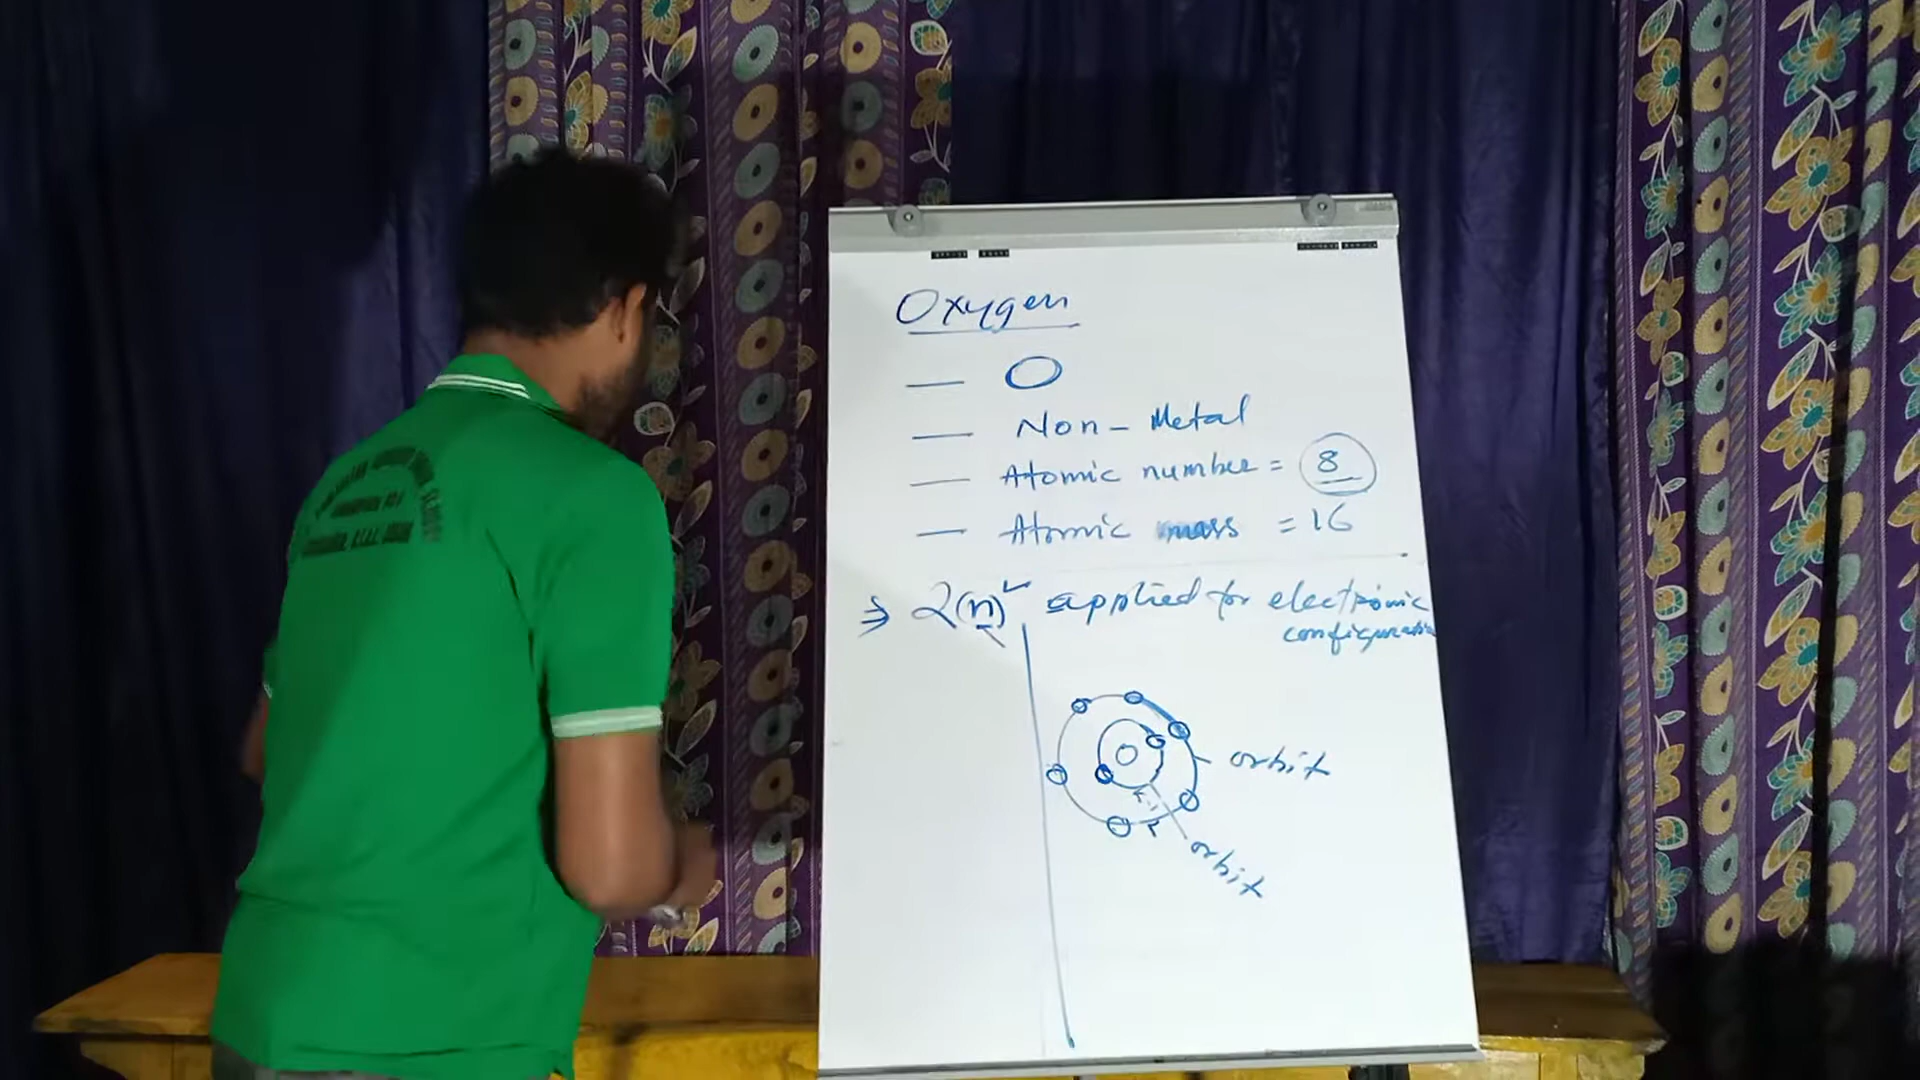 Oxygen
— O
— Non-Metal
— Atomic number = 8
— Atomic mass = 16
⇒ 2(n)² applied for electronic
configuration
orbit
orbit